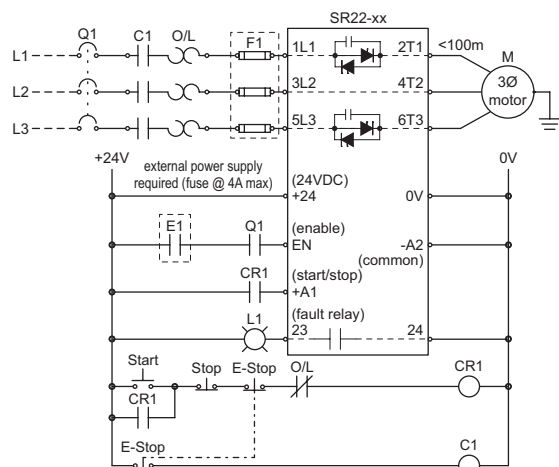 SR22-xx
Q1 C1 O/L F1
L1 1L1 2T1 <100m M
L2 3L2 4T2 3Ø
motor
L3 5L3 6T3
+24V 0V
external power supply
required (fuse @ 4A max)
(24VDC)
+24 0V
E1 Q1 (enable)
EN -A2
(common)
CR1 (start/stop)
+A1
L1 (fault relay)
23 24
Start Stop E-Stop O/L CR1
CR1
E-Stop C1